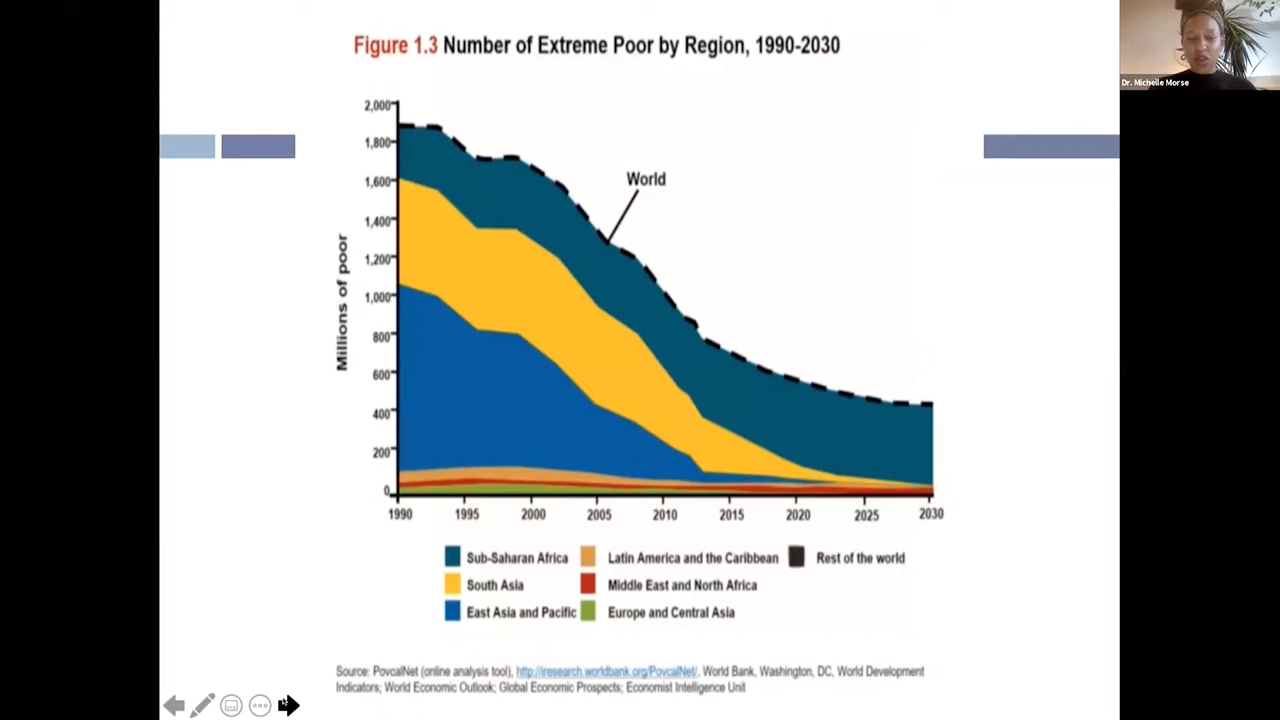 Dr. Michelle Morse
Figure 1.3 Number of Extreme Poor by Region, 1990-2030
Millions of poor
2,000
1,800
1,600
1,400
1,200
1,000
800
600
400
200
0
World
1990 1995 2000 2005 2010 2015 2020 2025 2030
Sub-Saharan Africa Latin America and the Caribbean Rest of the world
South Asia Middle East and North Africa
East Asia and Pacific Europe and Central Asia
Source: PovcalNet (online analysis tool), http://iresearch.worldbank.org/PovcalNet/, World Bank, Washington, DC, World Development
Indicators; World Economic Outlook; Global Economic Prospects; Economist Intelligence Unit